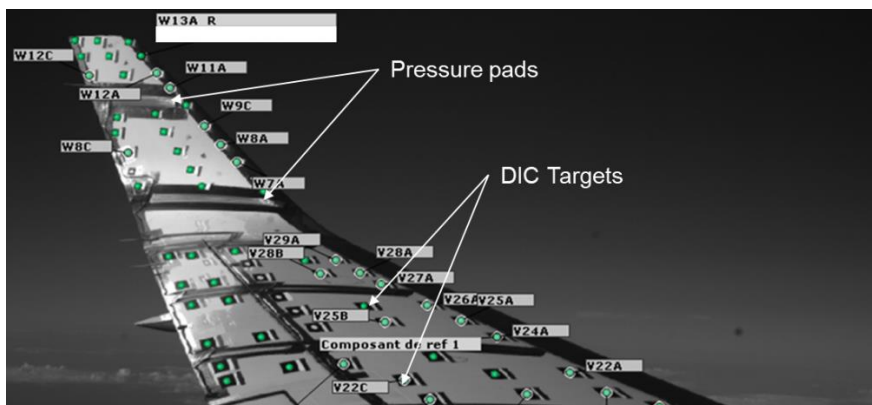 W13A R
W12C
W11A
Pressure pads
W12A
W9C
W8A
W8C
W7A
DIC Targets
V29A
V28A
V28B
V27A
V26A
V25A
V25B
V24A
Composant de ref 1
V22A
V22C